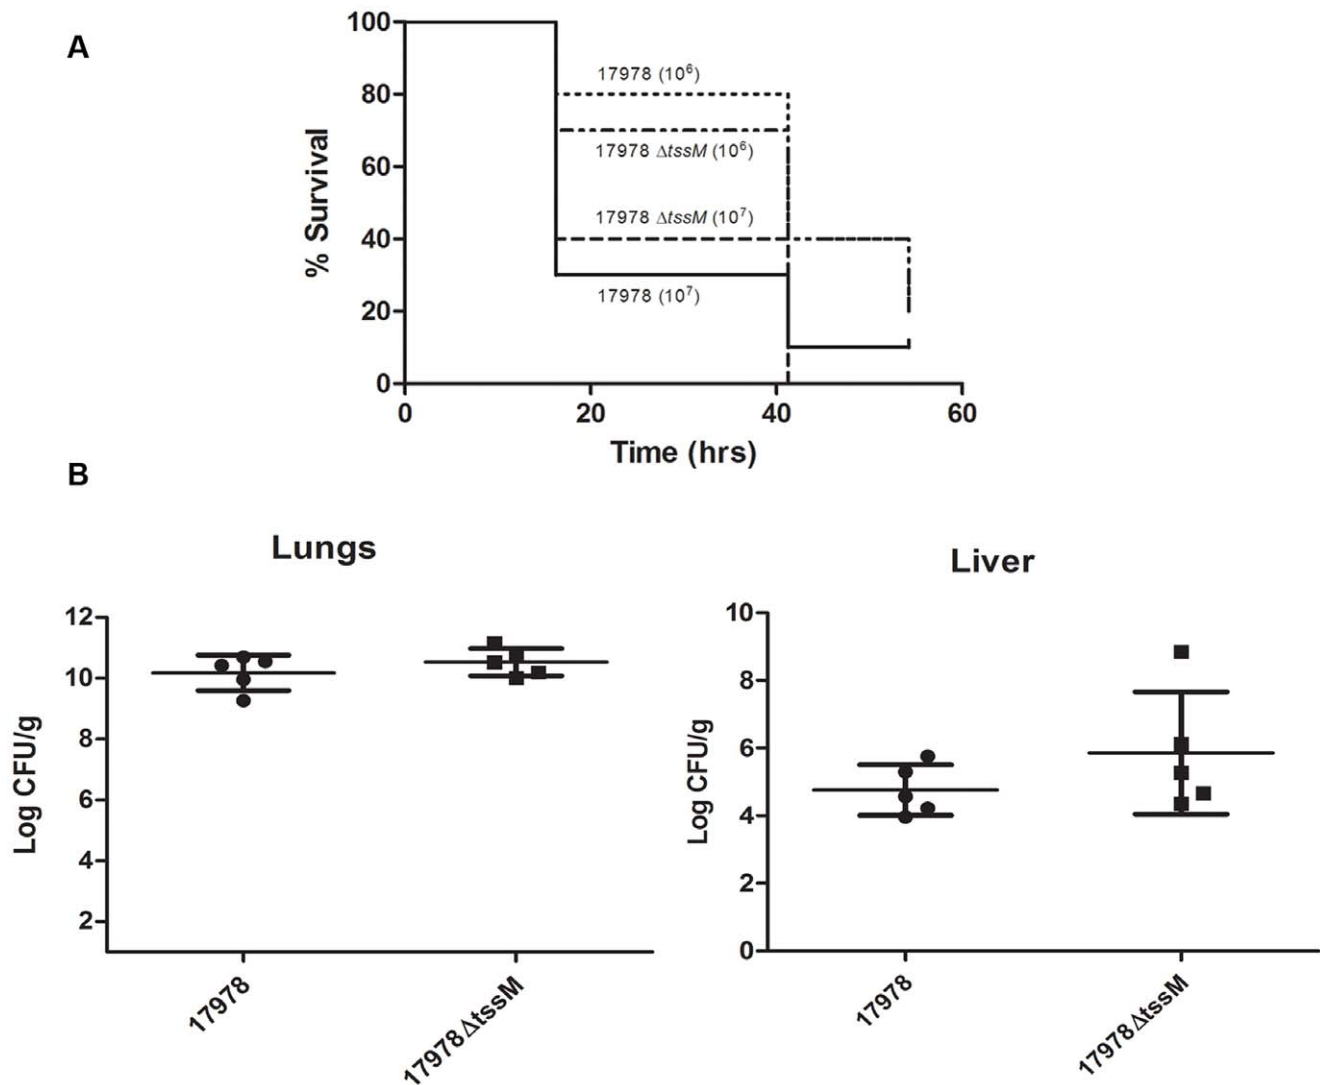 A
100
80
60
40
20
0
% Survival
17978 (10⁶)
17978 ΔtssM (10⁶)
17978 ΔtssM (10⁷)
17978 (10⁷)
0 20 40 60
Time (hrs)
B
Lungs
12
10
8
6
4
2
Log CFU/g
17978
17978ΔtssM
Liver
10
8
6
4
2
0
Log CFU/g
17978
17978ΔtssM